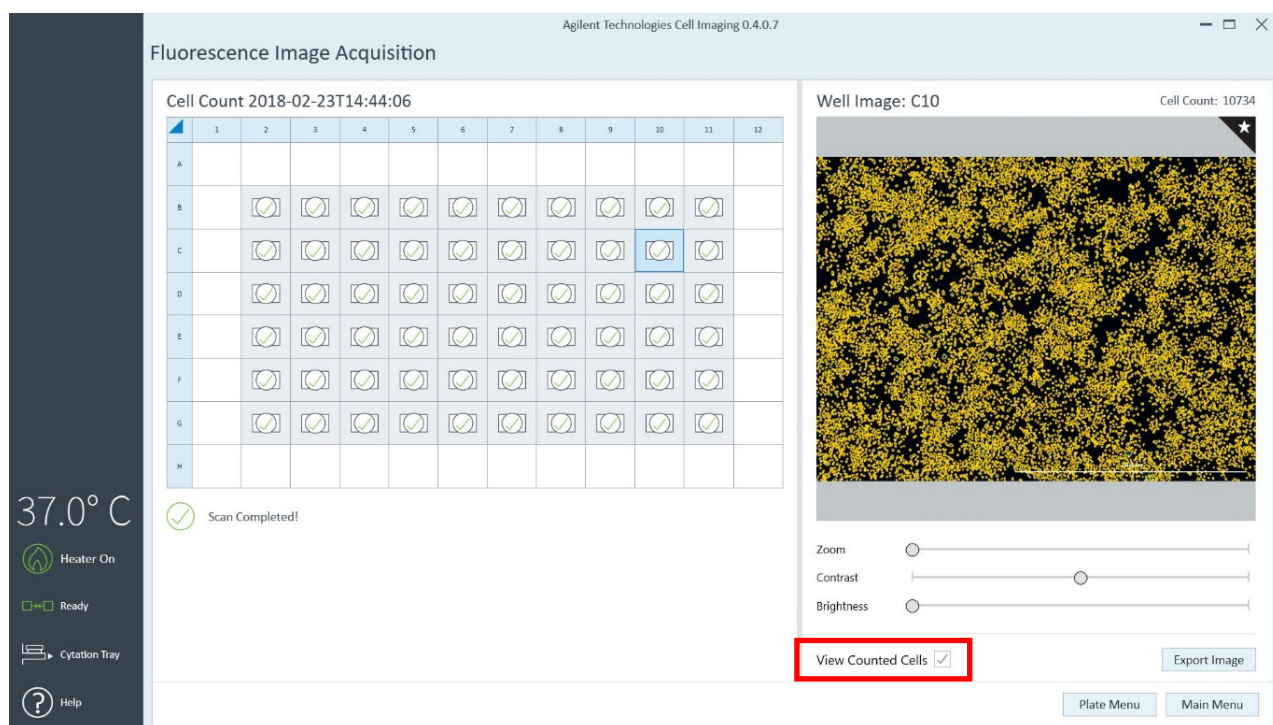 Agilent Technologies Cell Imaging 0.4.0.7
Fluorescence Image Acquisition
Cell Count 2018-02-23T14:44:06
1 2 3 4 5 6 7 8 9 10 11 12
A
B
C
D
E
F
G
H
Scan Completed!
Well Image: C10
Cell Count: 10734
Zoom
Contrast
Brightness
View Counted Cells
Export Image
Plate Menu
Main Menu
37.0° C
Heater On
Ready
Cytation Tray
? Help